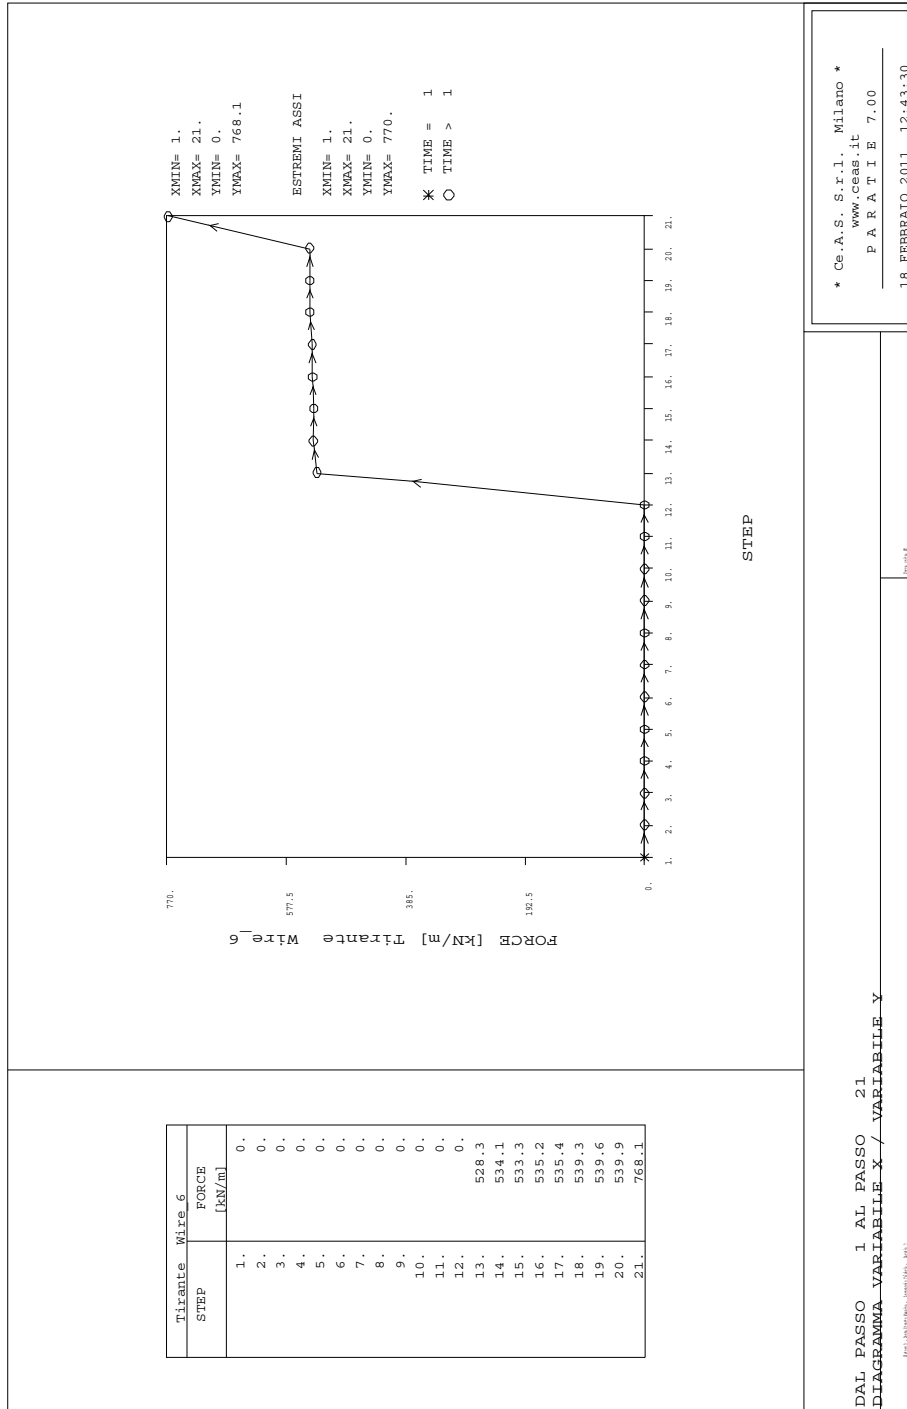 Tirante Wire_6
STEP FORCE
[kN/m]
1. 0.
2. 0.
3. 0.
4. 0.
5. 0.
6. 0.
7. 0.
8. 0.
9. 0.
10. 0.
11. 0.
12. 0.
13. 528.3
14. 534.1
15. 533.3
16. 535.2
17. 535.4
18. 539.3
19. 539.6
20. 539.9
21. 768.1
FORCE [kN/m] Tirante Wire_6
770.
577.5
385.
192.5
0.
1. 2. 3. 4. 5. 6. 7. 8. 9. 10. 11. 12. 13. 14. 15. 16. 17. 18. 19. 20. 21.
STEP
XMIN= 1.
XMAX= 21.
YMIN= 0.
YMAX= 768.1
ESTREMI ASSI
XMIN= 1.
XMAX= 21.
YMIN= 0.
YMAX= 770.
TIME = 1
TIME > 1
DAL PASSO 1 AL PASSO 21
DIAGRAMMA VARIABILE X / VARIABILE Y
* Ce.A.S. S.r.l. Milano *
www.ceas.it
P A R A T I E 7.00
18 FEBBRAIO 2011 12:43:30